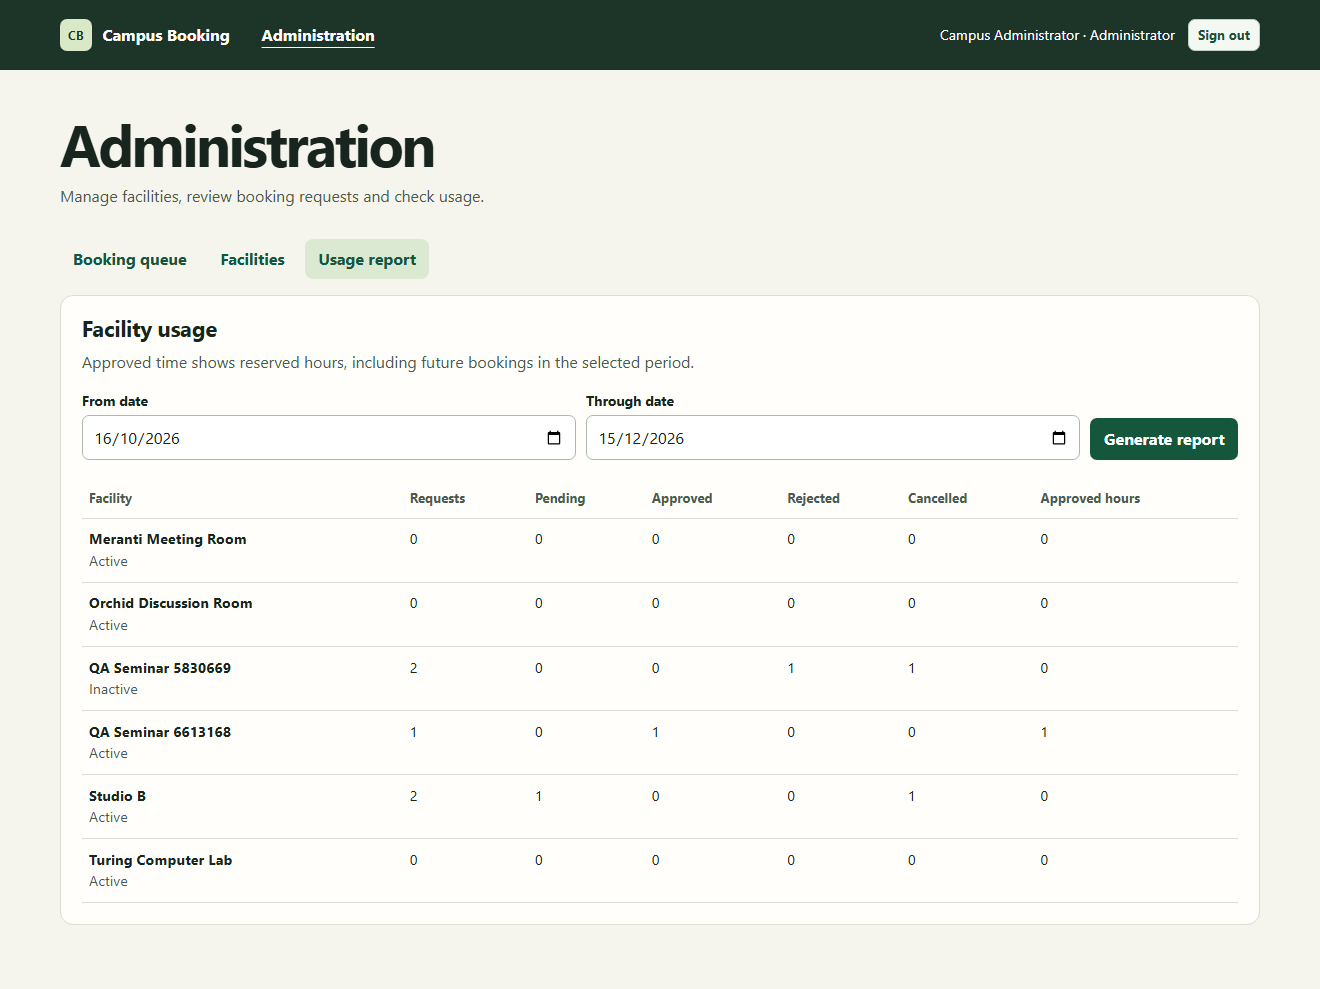 CB Campus Booking Administration Campus Administrator · Administrator Sign out
Administration
Manage facilities, review booking requests and check usage.
Booking queue Facilities Usage report
Facility usage
Approved time shows reserved hours, including future bookings in the selected period.
From date Through date
16/10/2026 15/12/2026 Generate report
Facility Requests Pending Approved Rejected Cancelled Approved hours
Meranti Meeting Room 0 0 0 0 0 0
Active
Orchid Discussion Room 0 0 0 0 0 0
Active
QA Seminar 5830669 2 0 0 1 1 0
Inactive
QA Seminar 6613168 1 0 1 0 0 1
Active
Studio B 2 1 0 0 1 0
Active
Turing Computer Lab 0 0 0 0 0 0
Active